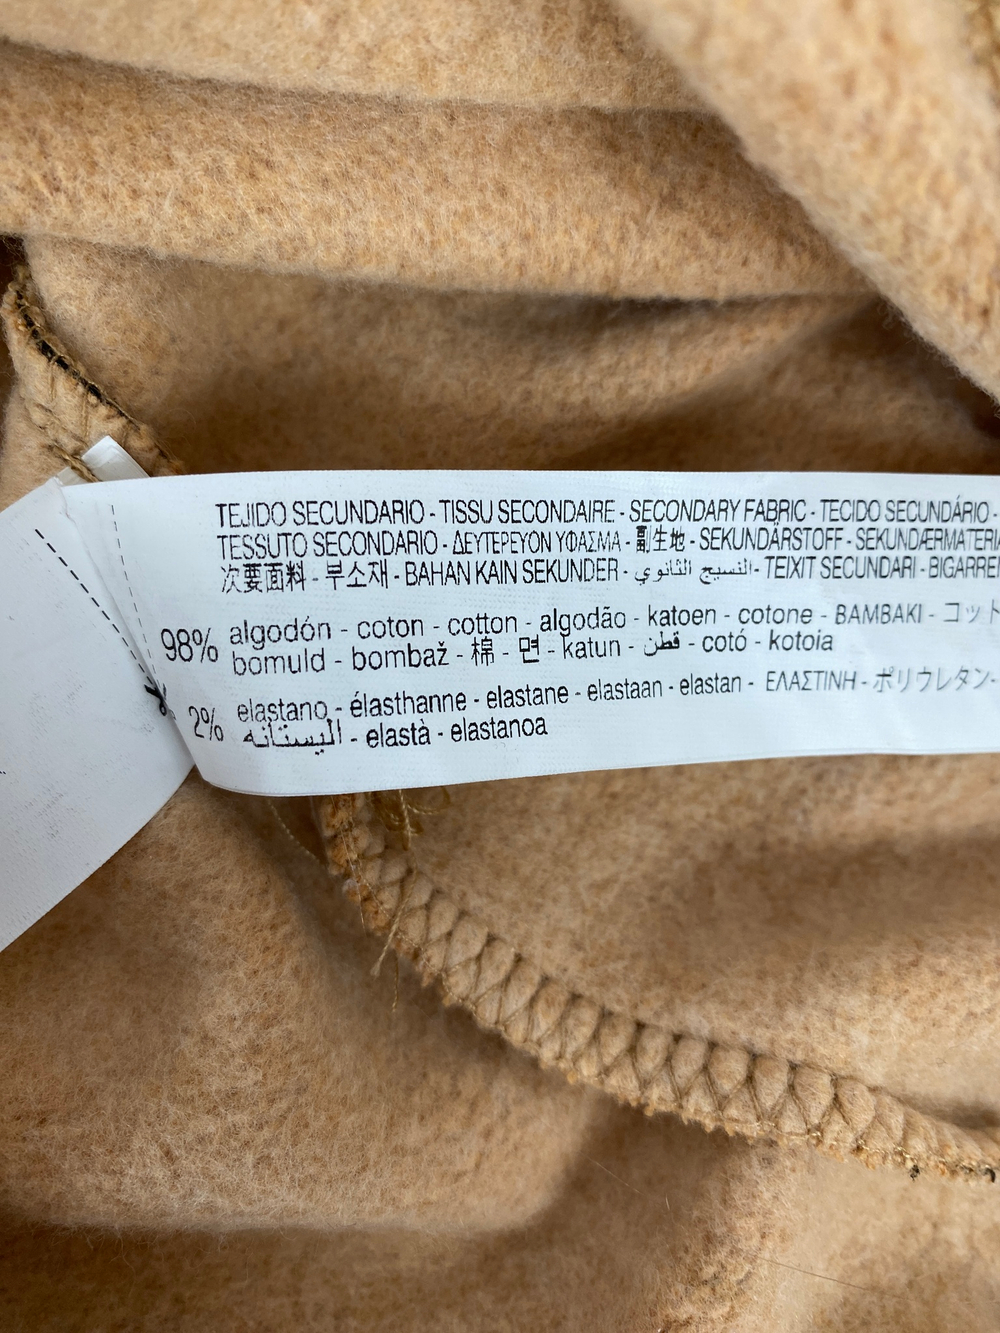 TEJIDO SECUNDARIO - TISSU SECONDAIRE - SECONDARY FABRIC - TECIDO SECUNDÁRIO -
TESSUTO SECONDARIO - ΔΕΥΤΕΡΕΥΟΝ ΥΦΑΣΜΑ - 副生地 - SEKUNDÄRSTOFF - SEKUNDÆRMATERIA
次要面料 - 부소재 - BAHAN KAIN SEKUNDER - النسيج الثانوي - TEIXIT SECUNDARI - BIGARREN
98% algodón - coton - cotton - algodão - katoen - cotone - ΒΑΜΒΑΚΙ - コット
bomuld - bombaž - 棉 - 면 - katun - قطن - cotó - kotoia
2% elastano - élasthanne - elastane - elastaan - elastan - ΕΛΑΣΤΙΝΗ - ポリウレタン -
اليستانه - elastà - elastanoa